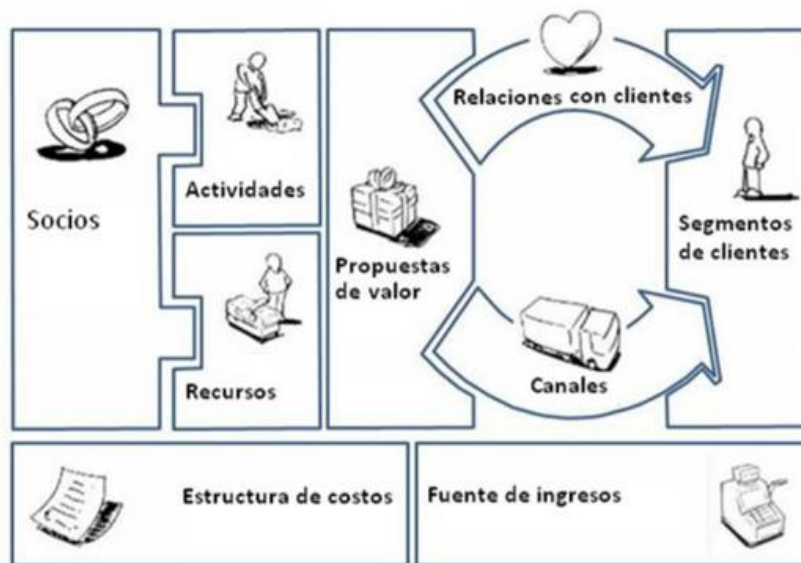 Socios
Actividades
Recursos
Propuestas
de valor
Relaciones con clientes
Canales
Segmentos
de clientes
Estructura de costos
Fuente de ingresos